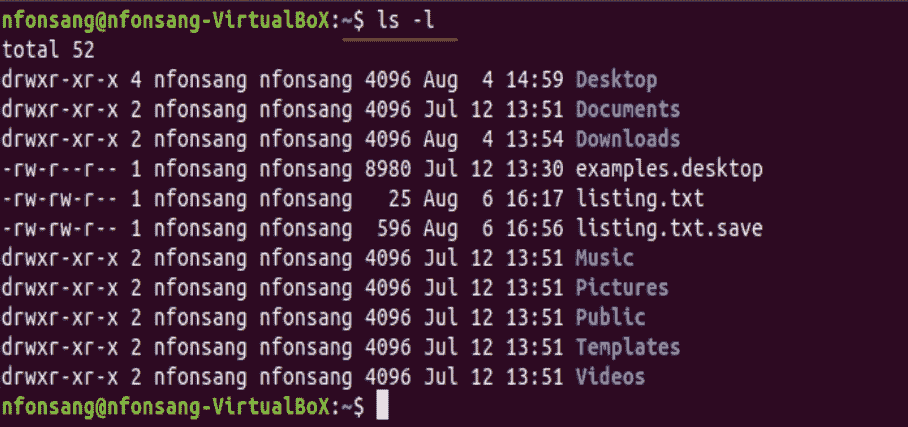 nfonsang@nfonsang-VirtualBoX:~$ ls -l
total 52
drwxr-xr-x 4 nfonsang nfonsang 4096 Aug  4 14:59 Desktop
drwxr-xr-x 2 nfonsang nfonsang 4096 Jul 12 13:51 Documents
drwxr-xr-x 2 nfonsang nfonsang 4096 Aug  4 13:54 Downloads
-rw-r--r-- 1 nfonsang nfonsang 8980 Jul 12 13:30 examples.desktop
-rw-rw-r-- 1 nfonsang nfonsang   25 Aug  6 16:17 listing.txt
-rw-rw-r-- 1 nfonsang nfonsang  596 Aug  6 16:56 listing.txt.save
drwxr-xr-x 2 nfonsang nfonsang 4096 Jul 12 13:51 Music
drwxr-xr-x 2 nfonsang nfonsang 4096 Jul 12 13:51 Pictures
drwxr-xr-x 2 nfonsang nfonsang 4096 Jul 12 13:51 Public
drwxr-xr-x 2 nfonsang nfonsang 4096 Jul 12 13:51 Templates
drwxr-xr-x 2 nfonsang nfonsang 4096 Jul 12 13:51 Videos
nfonsang@nfonsang-VirtualBoX:~$